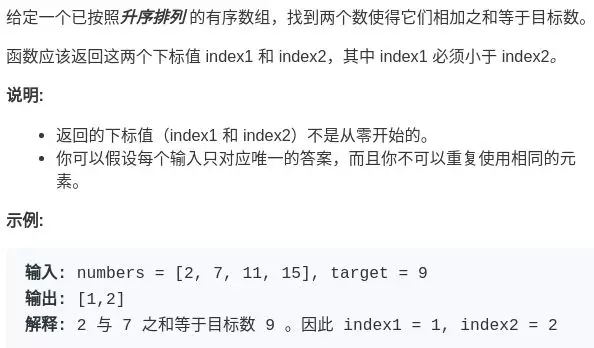 给定一个已按照升序排列 的有序数组，找到两个数使得它们相加之和等于目标数。
函数应该返回这两个下标值 index1 和 index2，其中 index1 必须小于 index2。
说明:
• 返回的下标值（index1 和 index2）不是从零开始的。
• 你可以假设每个输入只对应唯一的答案，而且你不可以重复使用相同的元
素。
示例:
输入: numbers = [2, 7, 11, 15], target = 9
输出: [1,2]
解释: 2 与 7 之和等于目标数 9 。因此 index1 = 1, index2 = 2